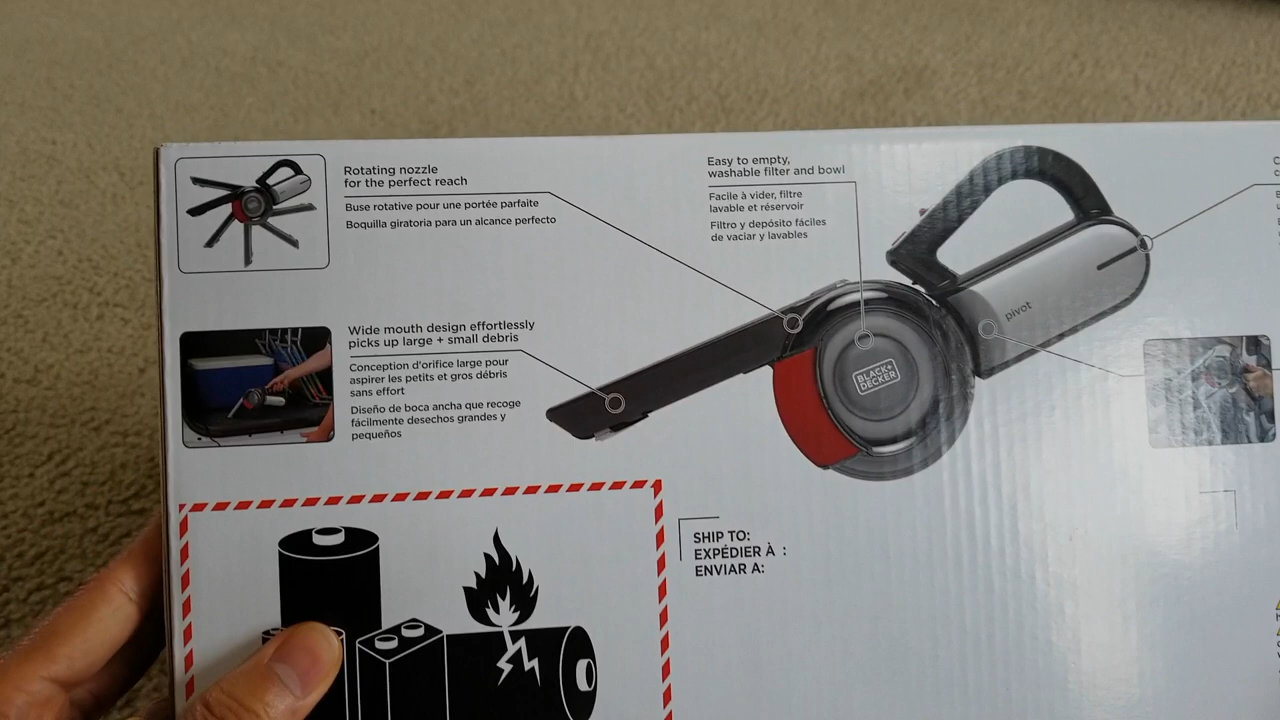 Rotating nozzle
for the perfect reach
Buse rotative pour une portée parfaite
Boquilla giratoria para un alcance perfecto
Easy to empty,
washable filter and bowl
Facile à vider, filtre
lavable et réservoir
Filtro y depósito fáciles
de vaciar y lavables
Wide mouth design effortlessly
picks up large + small debris
Conception d'orifice large pour
aspirer les petits et gros débris
sans effort
Diseño de boca ancha que recoge
fácilmente desechos grandes y
pequeños
pivot
BLACK+
DECKER
SHIP TO:
EXPÉDIER À :
ENVIAR A: